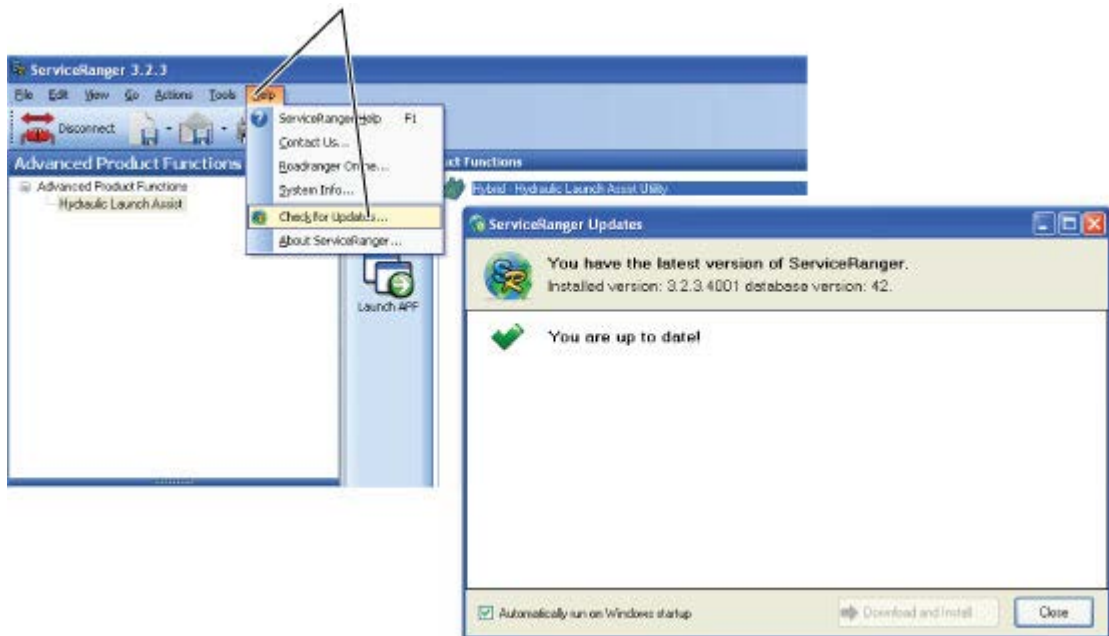 ServiceRanger 3.2.3
File Edit View Go Actions Tools Help
Disconnect
ServiceRanger Help F1
Contact Us...
Roadranger Online...
System Info...
Check for Updates...
About ServiceRanger...
Advanced Product Functions
Advanced Product Functions
Hydraulic Launch Assist
uct Functions
Hybrid - Hydraulic Launch Assist Utility
Launch APF
ServiceRanger Updates
You have the latest version of ServiceRanger.
Installed version: 3.2.3.4001 database version: 42.
You are up to date!
Automatically run on Windows startup
Download and Install
Close